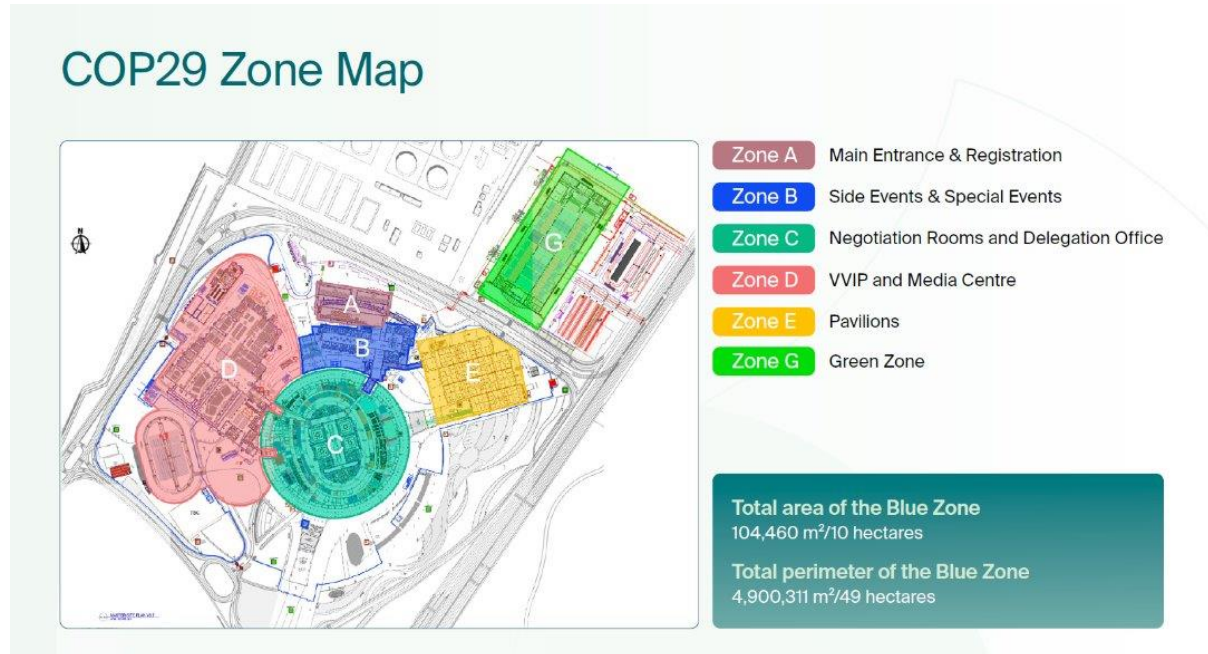 COP29 Zone Map
N
A
B
C
D
E
G
Zone A Main Entrance & Registration
Zone B Side Events & Special Events
Zone C Negotiation Rooms and Delegation Office
Zone D VVIP and Media Centre
Zone E Pavilions
Zone G Green Zone
Total area of the Blue Zone
104,460 m²/10 hectares
Total perimeter of the Blue Zone
4,900,311 m²/49 hectares